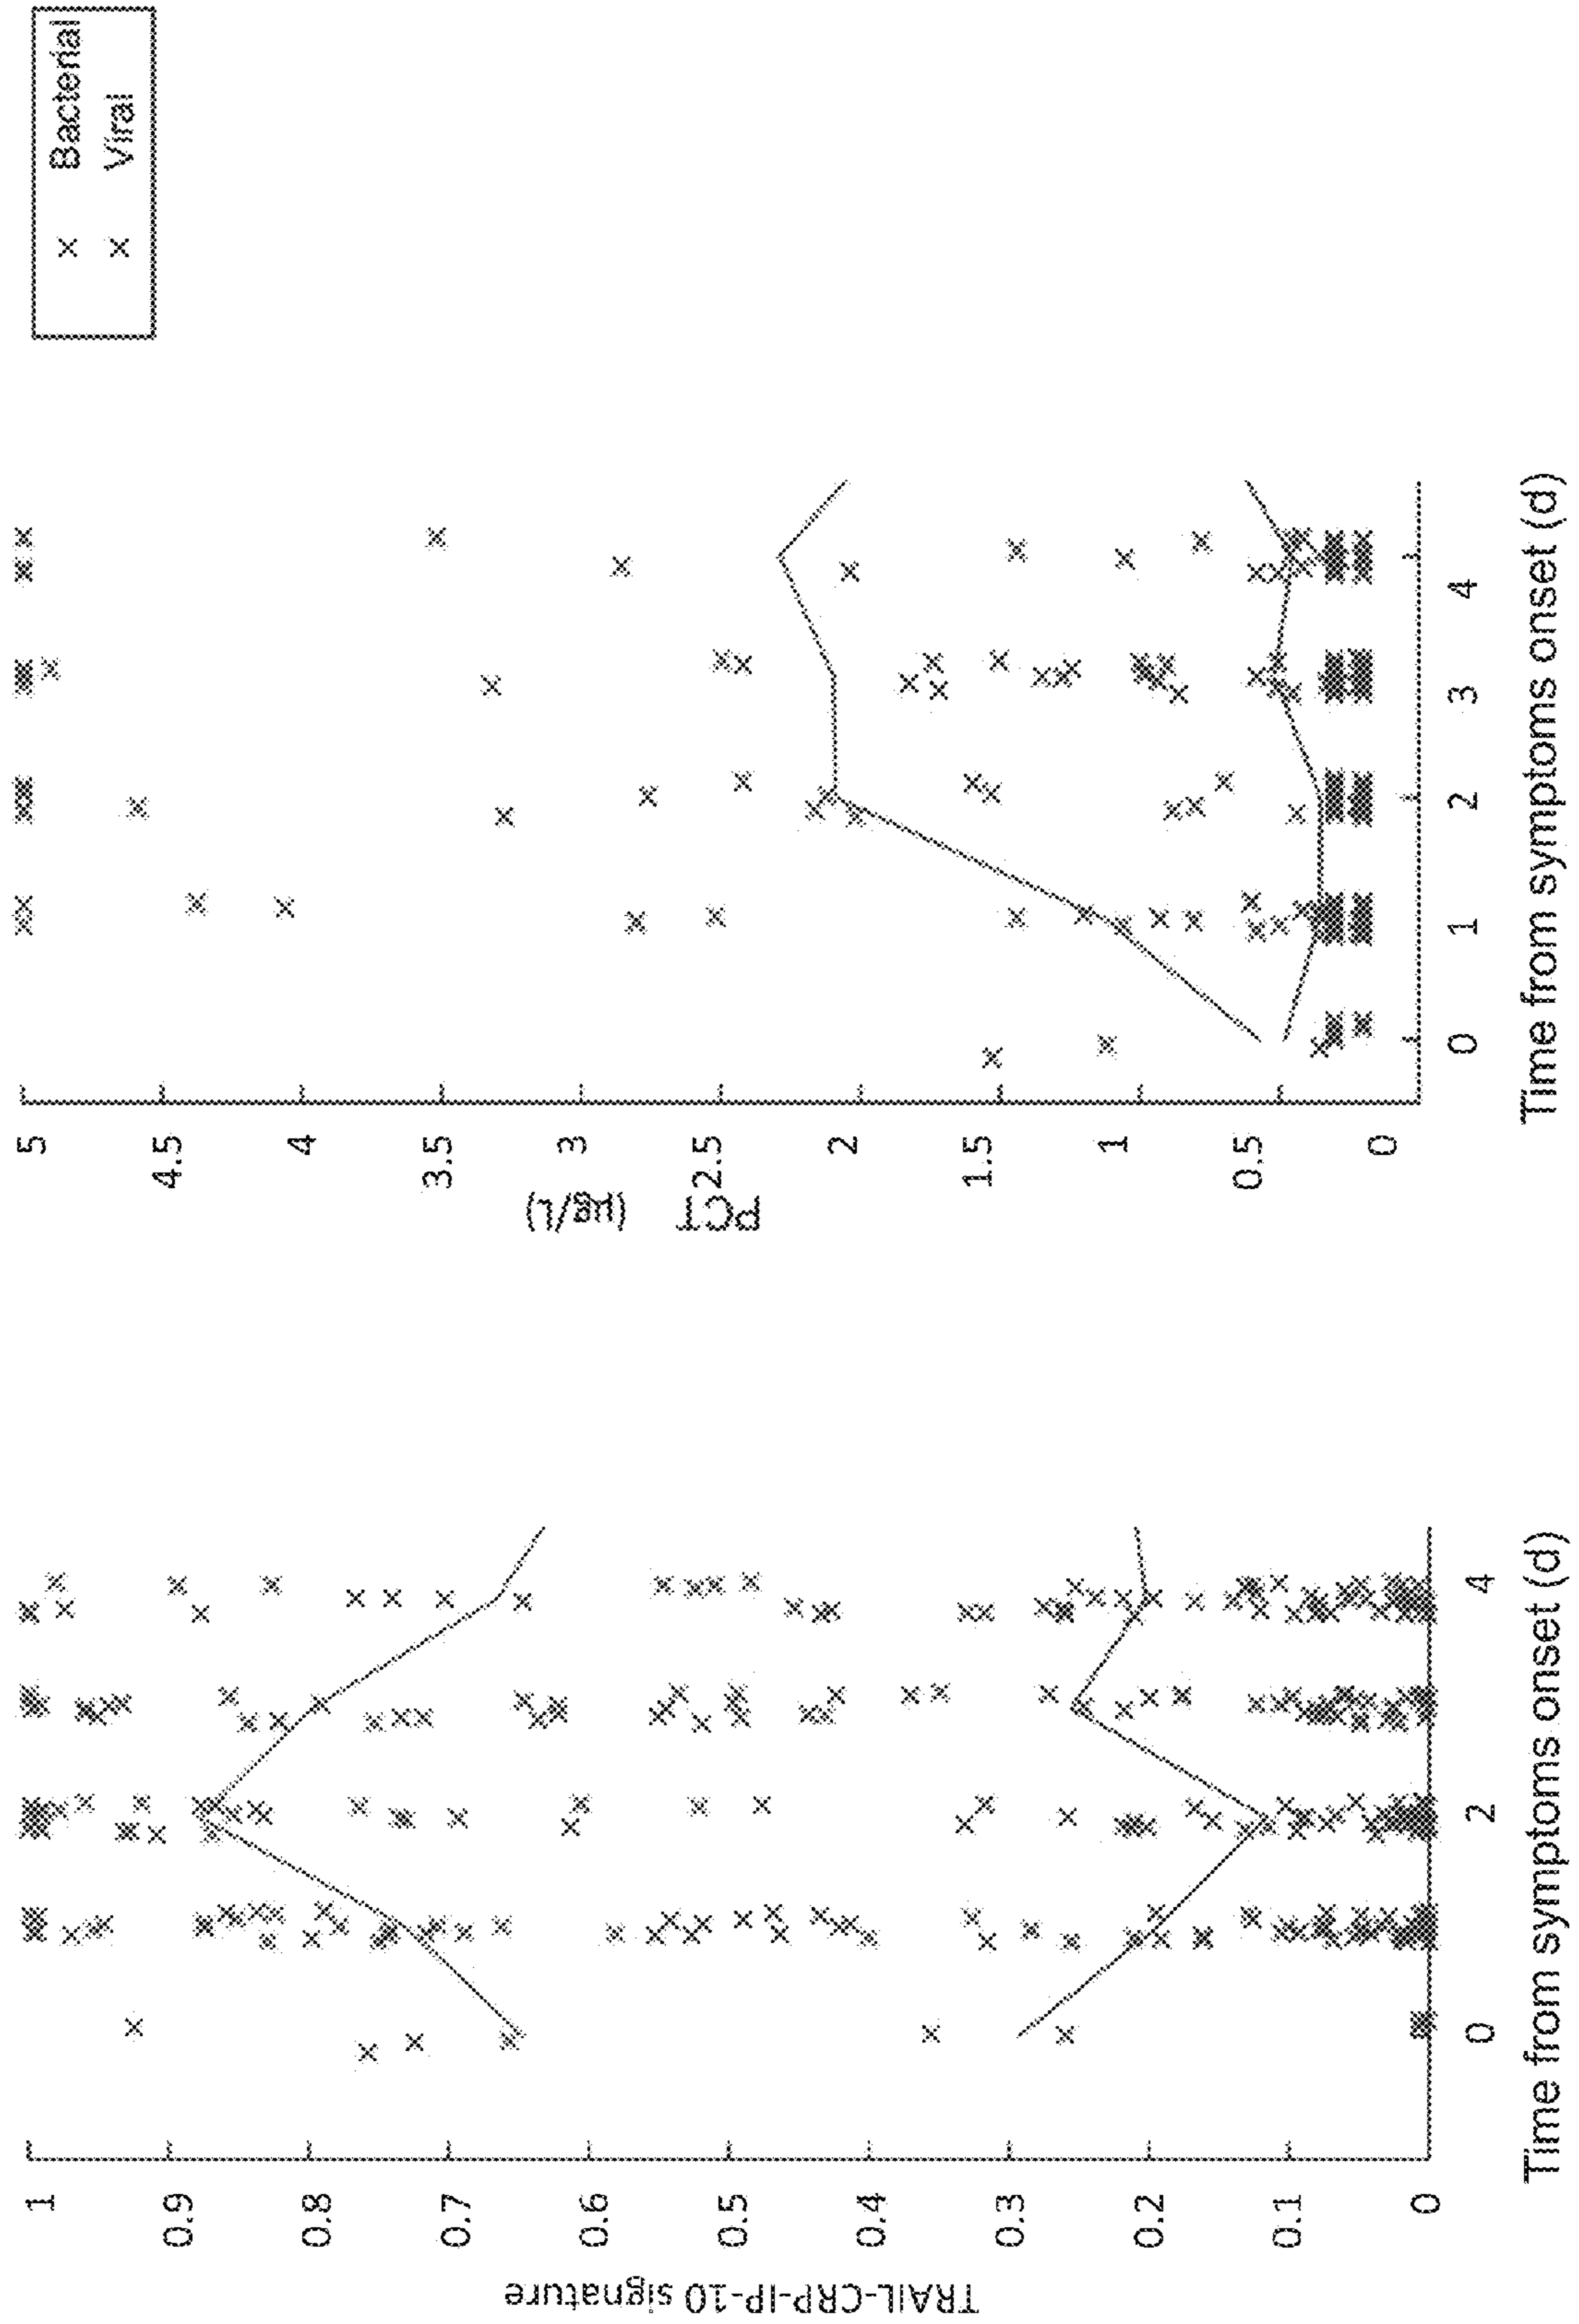 Bacterial
Viral
TRAIL-CRP-IP-10 signature
1
0.9
0.8
0.7
0.6
0.5
0.4
0.3
0.2
0.1
0
0 2 4
Time from symptoms onset (d)
PCT
(µg/L)
5
4.5
4
3.5
3
2.5
2
1.5
1
0.5
0
0 1 2 3 4
Time from symptoms onset (d)